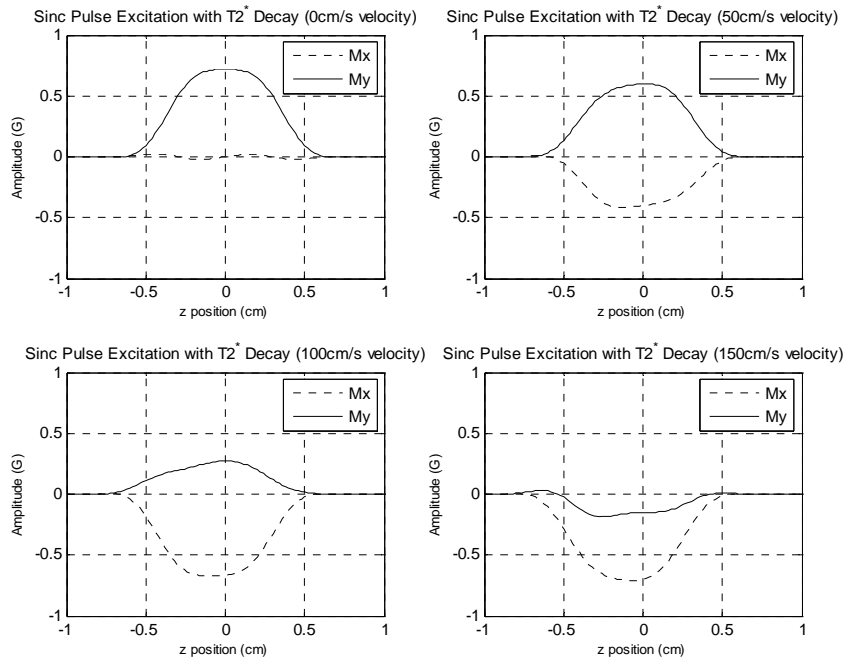 Sinc Pulse Excitation with T2* Decay (0cm/s velocity)
1
0.5
0
-0.5
-1
Amplitude (G)
Mx
My
-1
-0.5
0
0.5
1
z position (cm)
Sinc Pulse Excitation with T2* Decay (50cm/s velocity)
1
0.5
0
-0.5
-1
Amplitude (G)
Mx
My
-1
-0.5
0
0.5
1
z position (cm)
Sinc Pulse Excitation with T2* Decay (100cm/s velocity)
1
0.5
0
-0.5
-1
Amplitude (G)
Mx
My
-1
-0.5
0
0.5
1
z position (cm)
Sinc Pulse Excitation with T2* Decay (150cm/s velocity)
1
0.5
0
-0.5
-1
Amplitude (G)
Mx
My
-1
-0.5
0
0.5
1
z position (cm)